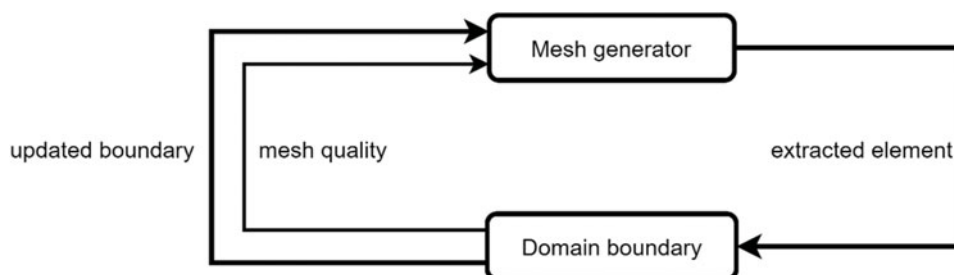 Mesh generator
updated boundary
mesh quality
extracted element
Domain boundary